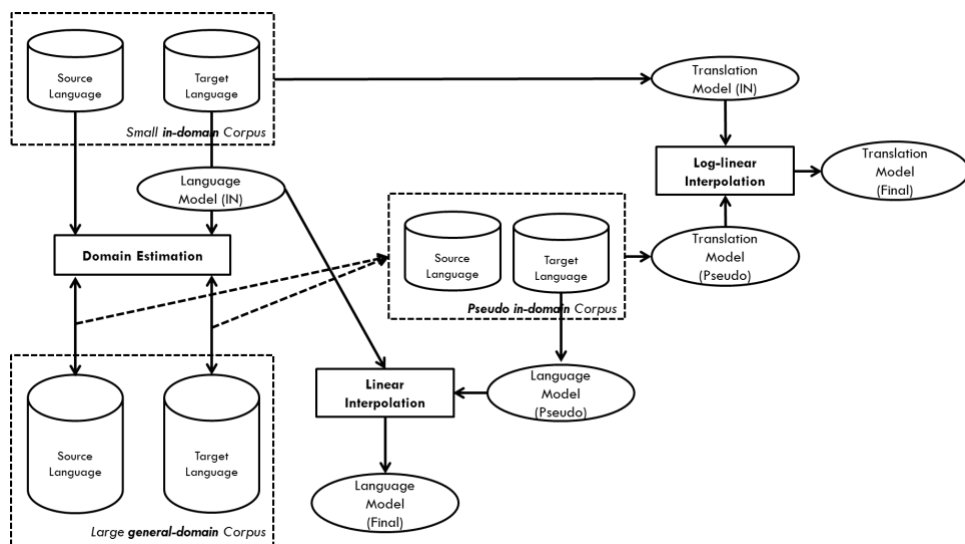 Source
Language
Target
Language
Small in-domain Corpus
Translation
Model (IN)
Log-linear
Interpolation
Translation
Model
(Final)
Language
Model (IN)
Domain Estimation
Source
Language
Target
Language
Pseudo in-domain Corpus
Translation
Model
(Pseudo)
Linear
Interpolation
Language
Model
(Pseudo)
Source
Language
Target
Language
Large general-domain Corpus
Language
Model
(Final)